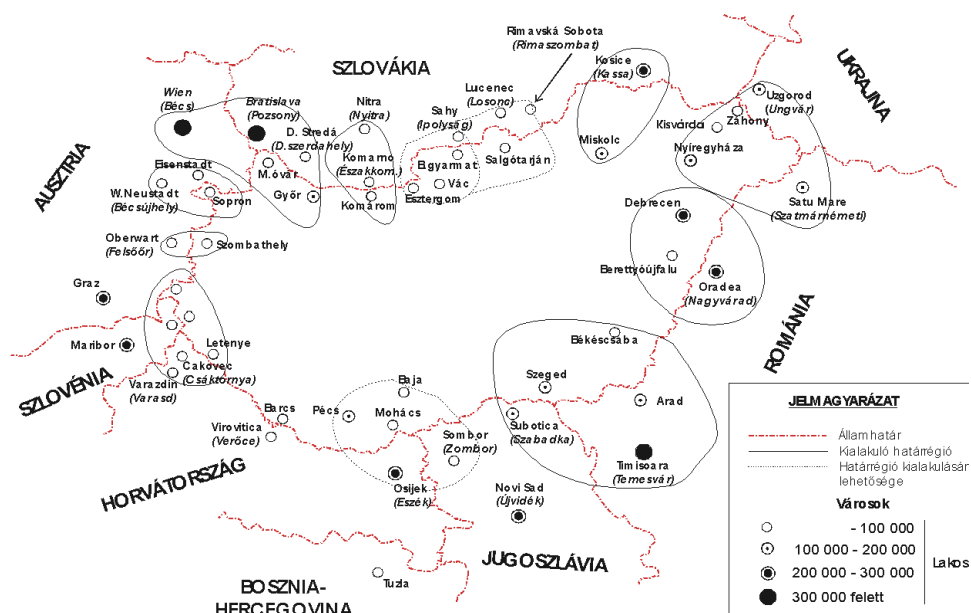 Rimavská Sobota
(Rimaszombat)
SZLOVÁKIA
Kosice
(Kassa)
UKRAJNA
Wien
(Bécs)
Bratislava
(Pozsony)
Nitra
(Nyitra)
Lucenec
(Losonc)
Sahy
(Ipolyság)
Uzgorod
(Ungvár)
Záhony
Kisvárda
D. Stredá
(D.szerdahely)
Komarno
(Északkom.)
B.gyarmat
Salgótarján
Miskolc
Nyíregyháza
AUSZTRIA
Eisenstadt
M.óvár
Vác
W.Neustadt
(Bécsújhely)
Sopron
Győr
Komárom
Esztergom
Satu Mare
(Szatmárnémeti)
Debrecen
Oberwart
(Felsőőr)
Szombathely
Berettyóújfalu
Oradea
(Nagyvárad)
Graz
ROMÁNIA
Maribor
Letenye
Békéscsaba
SZLOVÉNIA
Cakovec
(Csáktornya)
Varazdin
(Varasd)
Baja
Szeged
Arad
Barcs
Pécs
Mohács
Subotica
(Szabadka)
Virovitica
(Verőce)
Sombor
(Zombor)
Timisoara
(Temesvár)
HORVÁTORSZÁG
Osijek
(Eszék)
Novi Sad
(Újvidék)
JUGOSZLÁVIA
Tuzla
BOSZNIA-
HERCEGOVINA
JELMAGYARÁZAT
Államhatár
Kialakuló határrégió
Határrégió kialakulásán
lehetősége
Városok
- 100 000
100 000 - 200 000
200 000 - 300 000
300 000 felett
Lakos